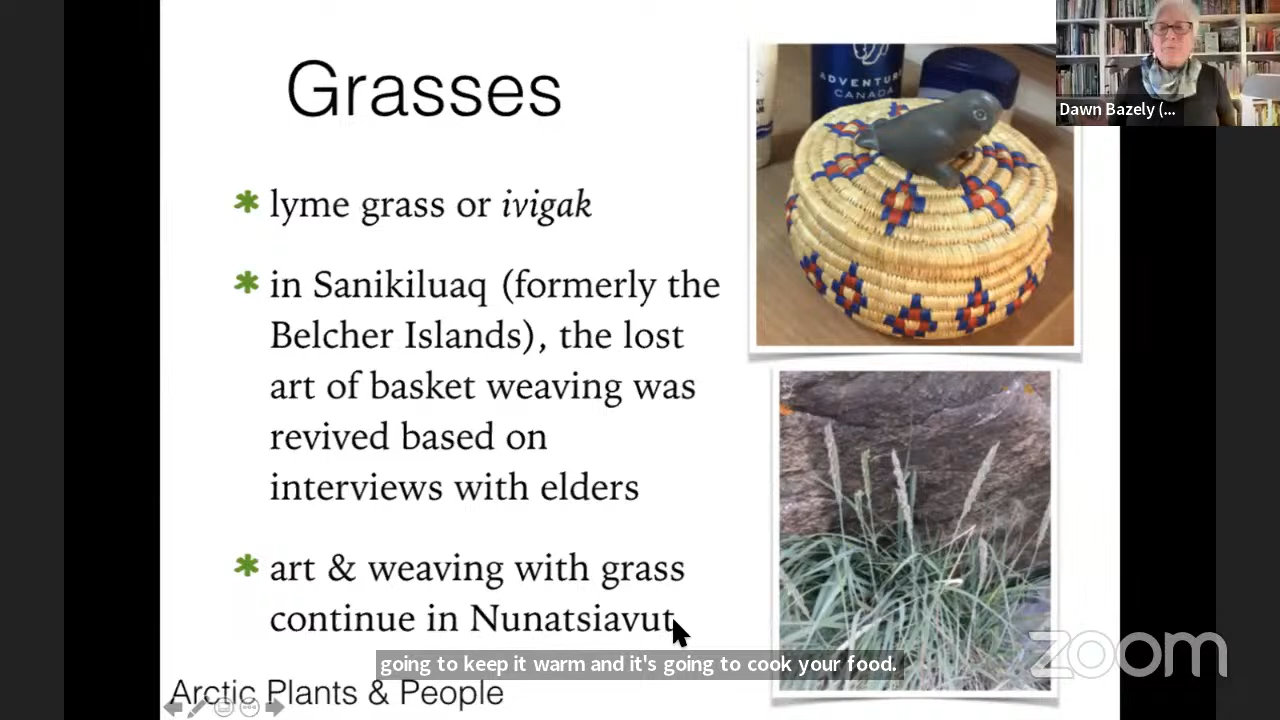 Grasses
lyme grass or ivigak
in Sanikiluaq (formerly the
Belcher Islands), the lost
art of basket weaving was
revived based on
interviews with elders
art & weaving with grass
continue in Nunatsiavut
Arctic Plants & People
ADVENTURE
CANADA
Dawn Bazely (...
going to keep it warm and it's going to cook your food.
zoom